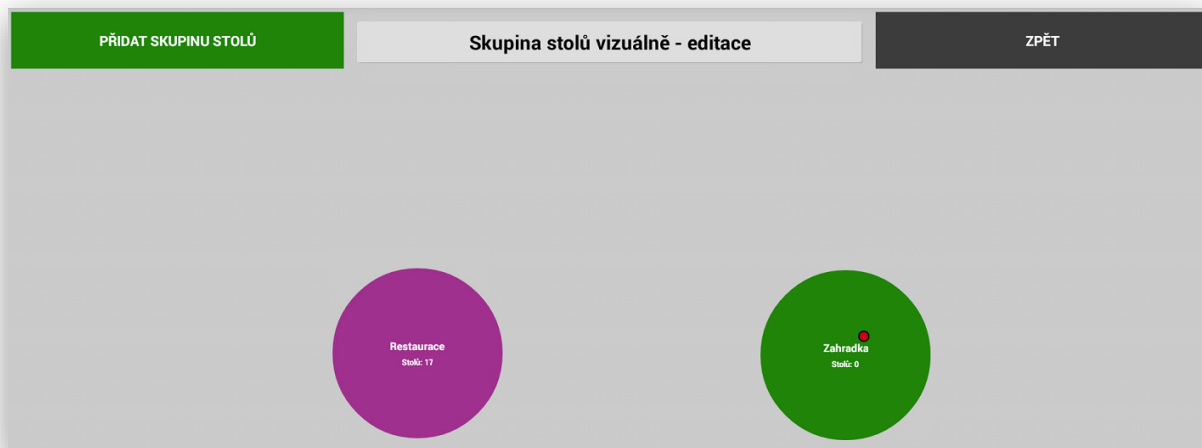 PŘIDAT SKUPINU STOLŮ
Skupina stolů vizuálně - editace
ZPĚT
Restaurace
Stolů: 17
Zahradka
Stolů: 0